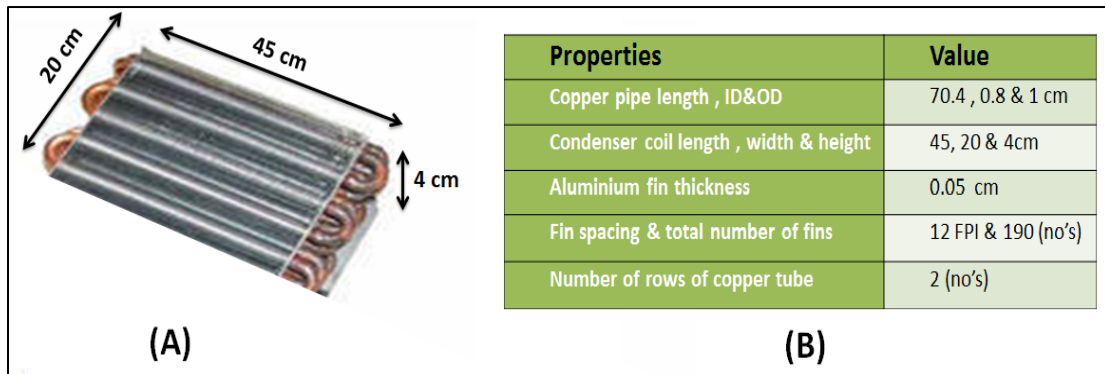 20 cm
45 cm
4 cm
(A)
Properties Value
Copper pipe length , ID&OD 70.4 , 0.8 & 1 cm
Condenser coil length , width & height 45, 20 & 4cm
Aluminium fin thickness 0.05 cm
Fin spacing & total number of fins 12 FPI & 190 (no's)
Number of rows of copper tube 2 (no's)
(B)